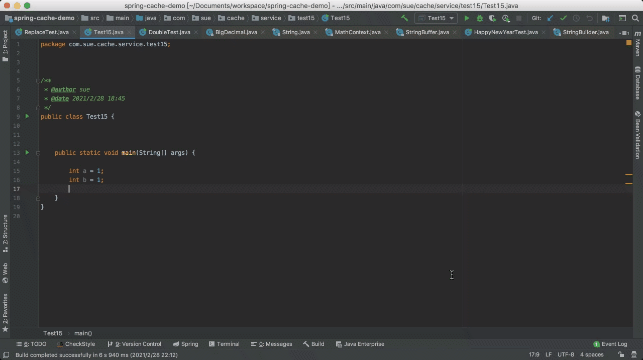 spring-cache-demo [~/Documents/workspace/spring-cache-demo] - .../src/main/java/com/sue/cache/service/test15/Test15.java
spring-cache-demo src main java com sue cache service test15 Test15 Test15 Git:
ReplaceTest.java Test15.java DoubleTest.java BigDecimal.java String.java MathContext.java StringBuffer.java HappyNewYearTest.java StringBuilder.java
1: Project
Maven
Database
Bean Validation
1 package com.sue.cache.service.test15;
2
3
4
5 /**
6 * @author sue
7 * @date 2021/2/28 18:45
8 */
9 public class Test15 {
10
11
12
13 public static void main(String[] args) {
14
15 int a = 1;
16 int b = 1;
17
18 }
19 }
20
7: Structure
Web
2: Favorites
Test15 main()
6: TODO CheckStyle 9: Version Control Spring Terminal 0: Messages Build Java Enterprise Event Log
Build completed successfully in 6 s 940 ms (2021/2/28 22:12) 17:9 LF UTF-8 4 spaces